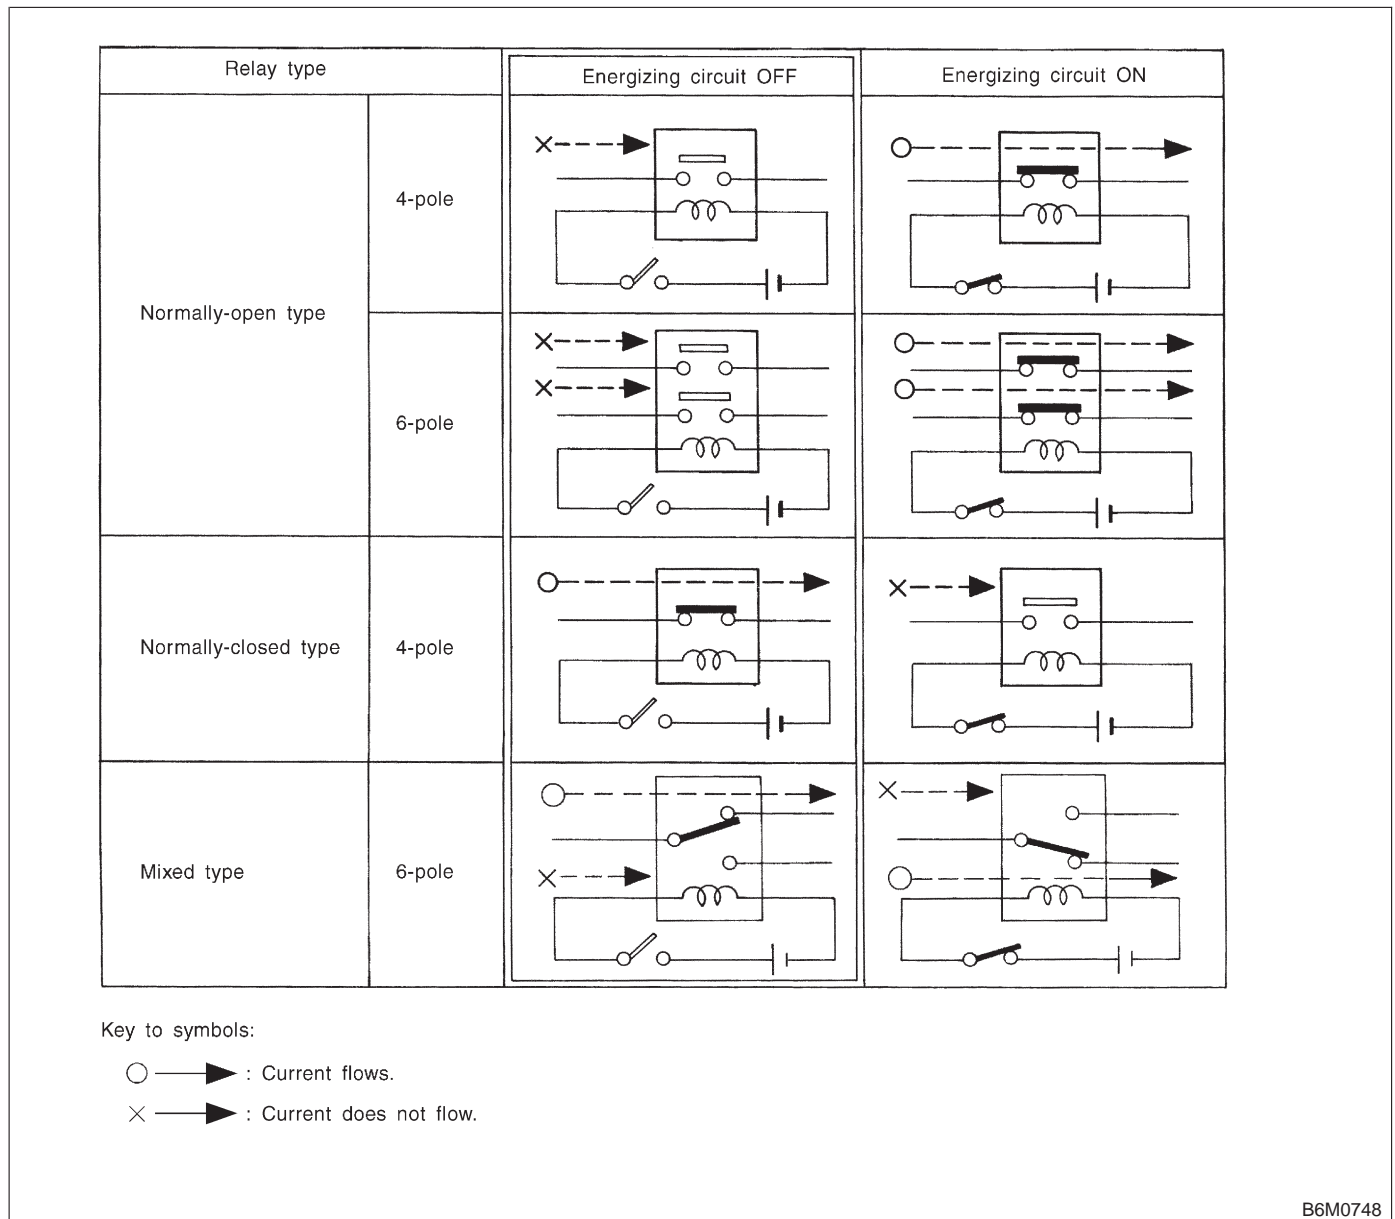 Relay type
Energizing circuit OFF
Energizing circuit ON
Normally-open type
4-pole
6-pole
Normally-closed type
4-pole
Mixed type
6-pole
Key to symbols:
: Current flows.
: Current does not flow.
B6M0748